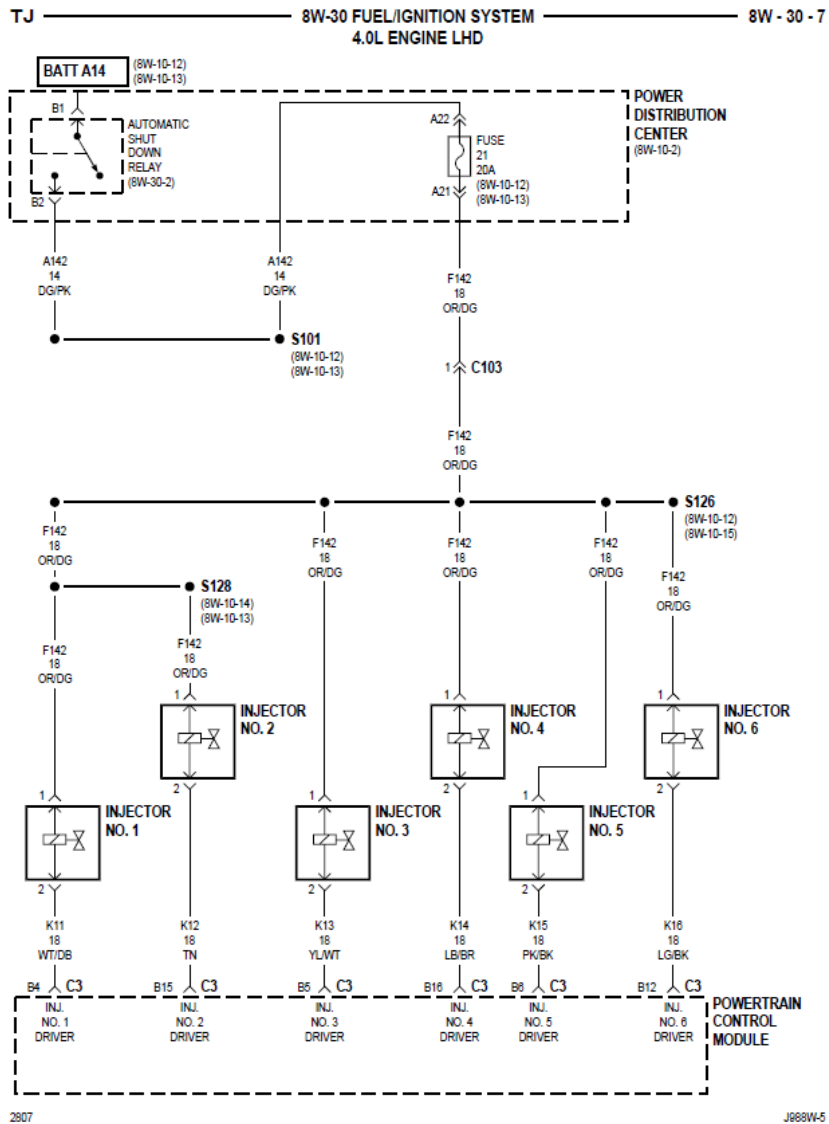 TJ 8W-30 FUEL/IGNITION SYSTEM 8W - 30 - 7
4.0L ENGINE LHD
BATT A14
(8W-10-12)
(8W-10-13)
B1
AUTOMATIC
SHUT
DOWN
RELAY
(8W-30-2)
B2
A22
FUSE
21
20A
(8W-10-12)
(8W-10-13)
A21
POWER
DISTRIBUTION
CENTER
(8W-10-2)
A142
14
DG/PK
A142
14
DG/PK
F142
18
OR/DG
S101
(8W-10-12)
(8W-10-13)
1 C103
F142
18
OR/DG
S126
(8W-10-12)
(8W-10-15)
F142
18
OR/DG
F142
18
OR/DG
F142
18
OR/DG
F142
18
OR/DG
F142
18
OR/DG
S128
(8W-10-14)
(8W-10-13)
F142
18
OR/DG
F142
18
OR/DG
1
INJECTOR
NO. 2
2
1
INJECTOR
NO. 4
2
1
INJECTOR
NO. 6
2
1
INJECTOR
NO. 1
2
1
INJECTOR
NO. 3
2
1
INJECTOR
NO. 5
2
K11
18
WT/DB
K12
18
TN
K13
18
YL/WT
K14
18
LB/BR
K15
18
PK/BK
K16
18
LG/BK
B4 C3
B15 C3
B5 C3
B16 C3
B6 C3
B12 C3
INJ.
NO. 1
DRIVER
INJ.
NO. 2
DRIVER
INJ.
NO. 3
DRIVER
INJ.
NO. 4
DRIVER
INJ.
NO. 5
DRIVER
INJ.
NO. 6
DRIVER
POWERTRAIN
CONTROL
MODULE
2807 J988W-5